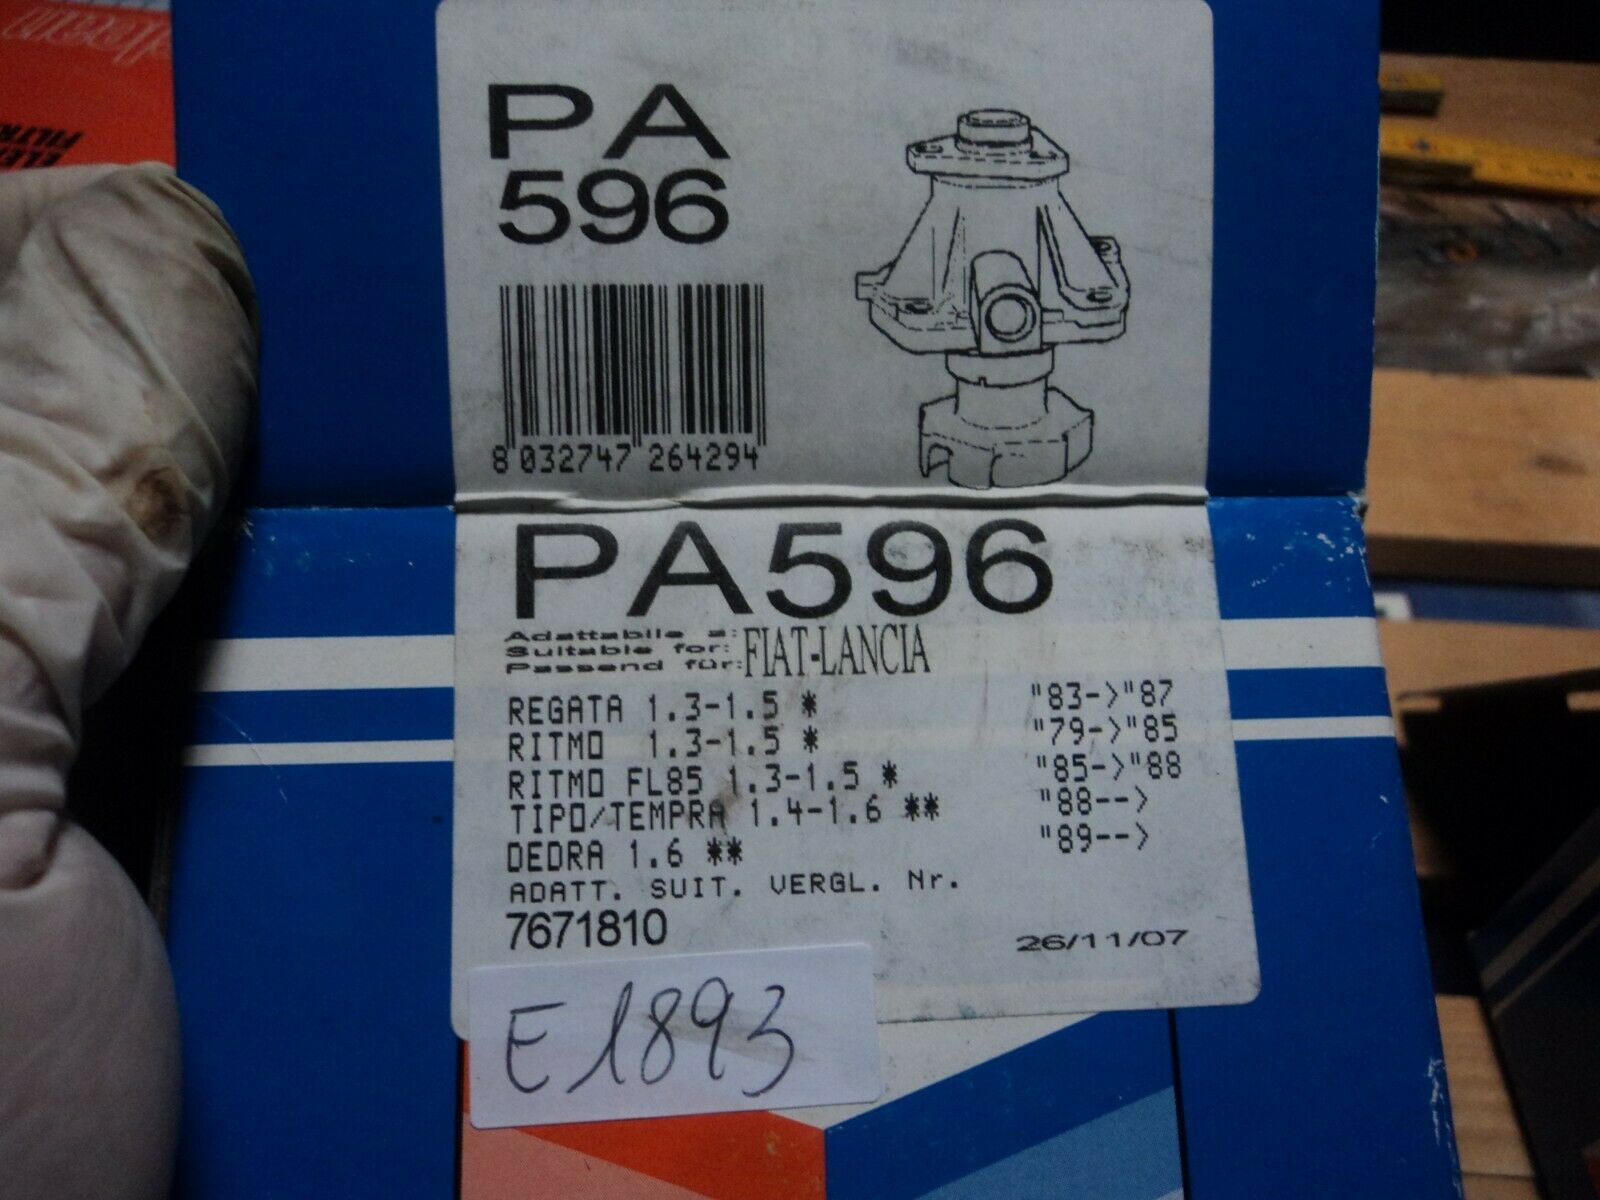 PA
596
8 032747 264294
PA596
Adattabile a:
Suitable for:
Passend für: FIAT-LANCIA
REGATA 1.3-1.5 * "83->"87
RITMO 1.3-1.5 * "79->"85
RITMO FL85 1.3-1.5 * "85->"88
TIPO/TEMPRA 1.4-1.6 ** "88-->
DEDRA 1.6 ** "89-->
ADATT. SUIT. VERGL. Nr.
7671810 26/11/07
E1893